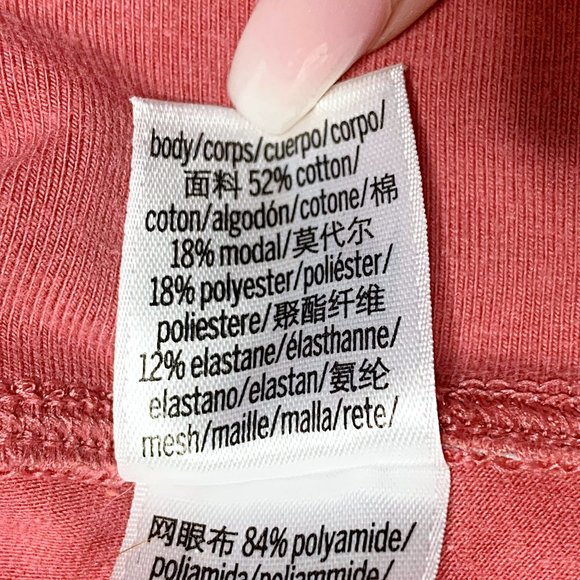 body/corps/cuerpo/corpo/
面料 52% cotton/
coton/algodón/cotone/棉
18% modal/莫代尔
18% polyester/poliéster/
poliestere/聚酯纤维
12% elastane/élasthanne/
elastano/elastan/氨纶
mesh/maille/malla/rete/
网眼布 84% polyamide/
poliamida/poliammide/